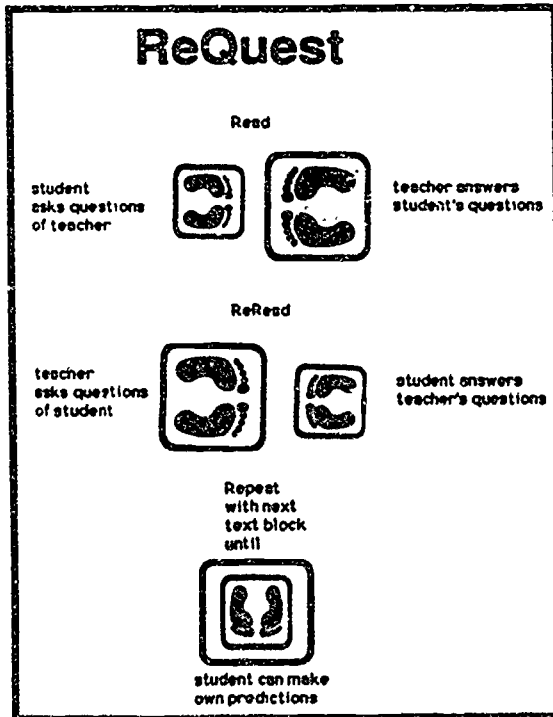 ReQuest
Read
student
asks questions
of teacher
teacher answers
student's questions
ReRead
teacher
asks questions
of student
student answers
teacher's questions
Repeat
with next
text block
until
student can make
own predictions